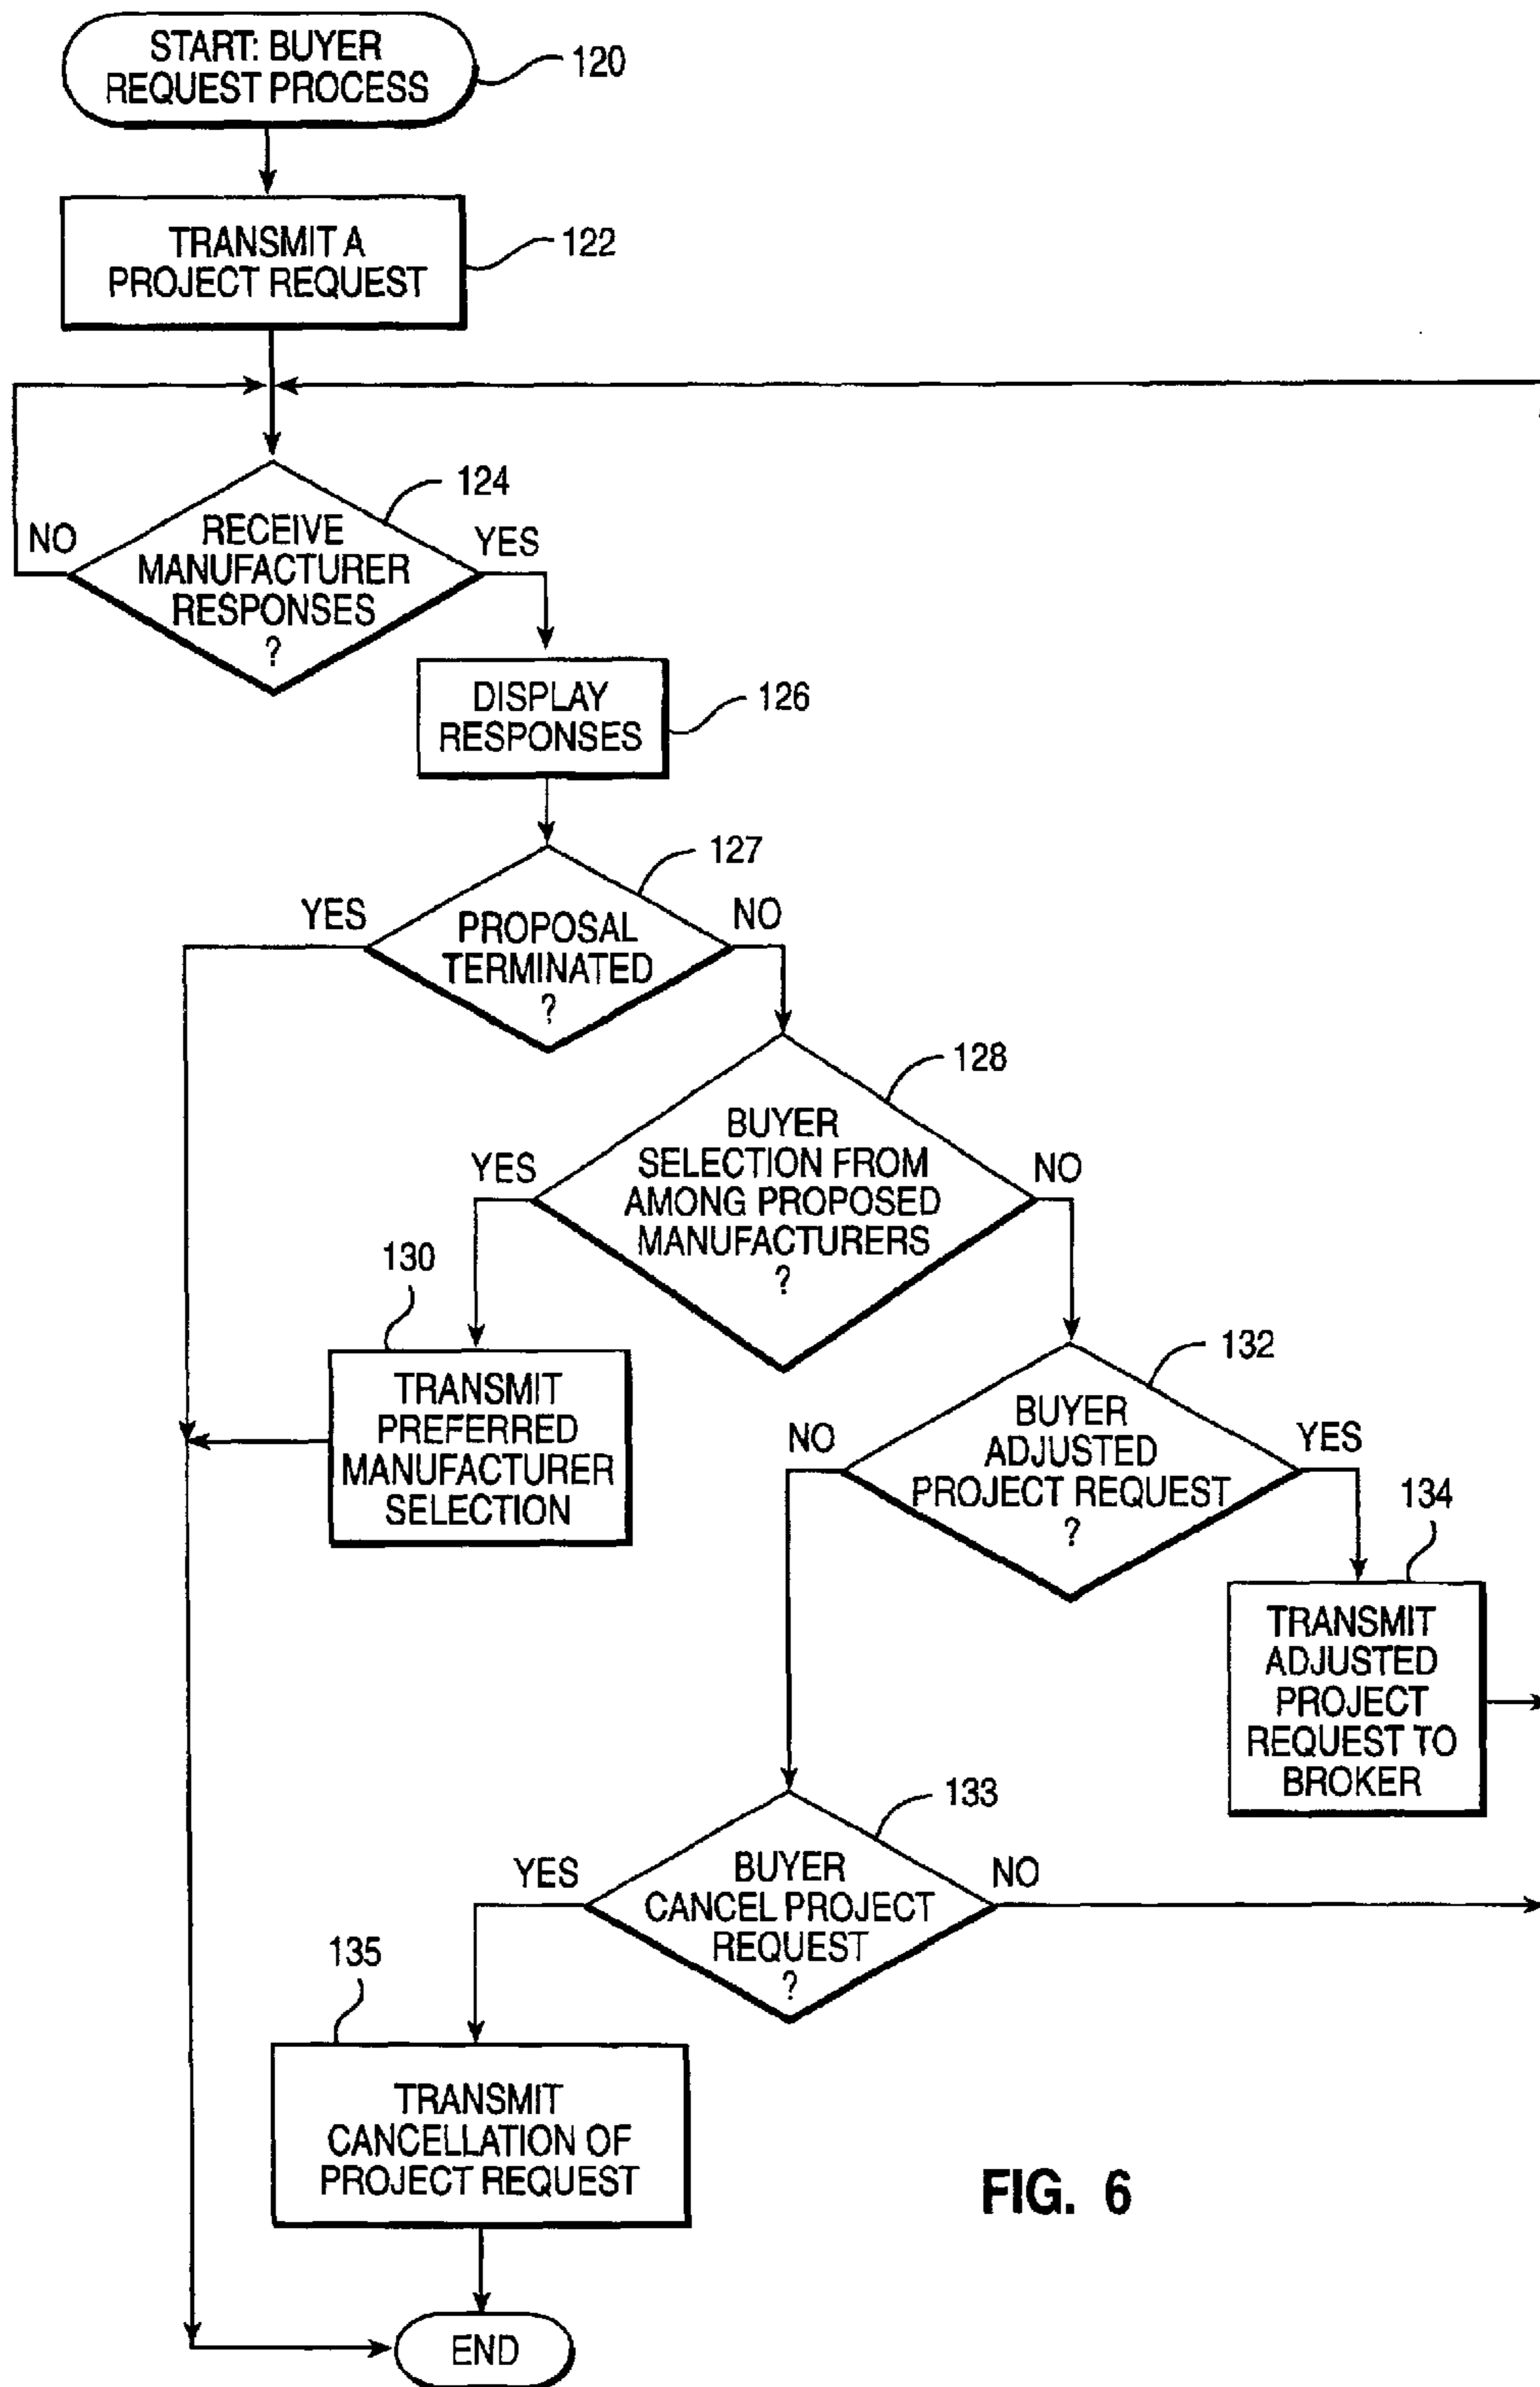 START: BUYER
REQUEST PROCESS
120
TRANSMIT A
PROJECT REQUEST
122
124
NO
RECEIVE
MANUFACTURER
RESPONSES
?
YES
DISPLAY
RESPONSES
126
127
YES
PROPOSAL
TERMINATED
?
NO
128
YES
BUYER
SELECTION FROM
AMONG PROPOSED
MANUFACTURERS
?
NO
130
TRANSMIT
PREFERRED
MANUFACTURER
SELECTION
132
NO
BUYER
ADJUSTED
PROJECT REQUEST
?
YES
134
TRANSMIT
ADJUSTED
PROJECT
REQUEST TO
BROKER
133
YES
BUYER
CANCEL PROJECT
REQUEST
?
NO
135
TRANSMIT
CANCELLATION OF
PROJECT REQUEST
FIG. 6
END